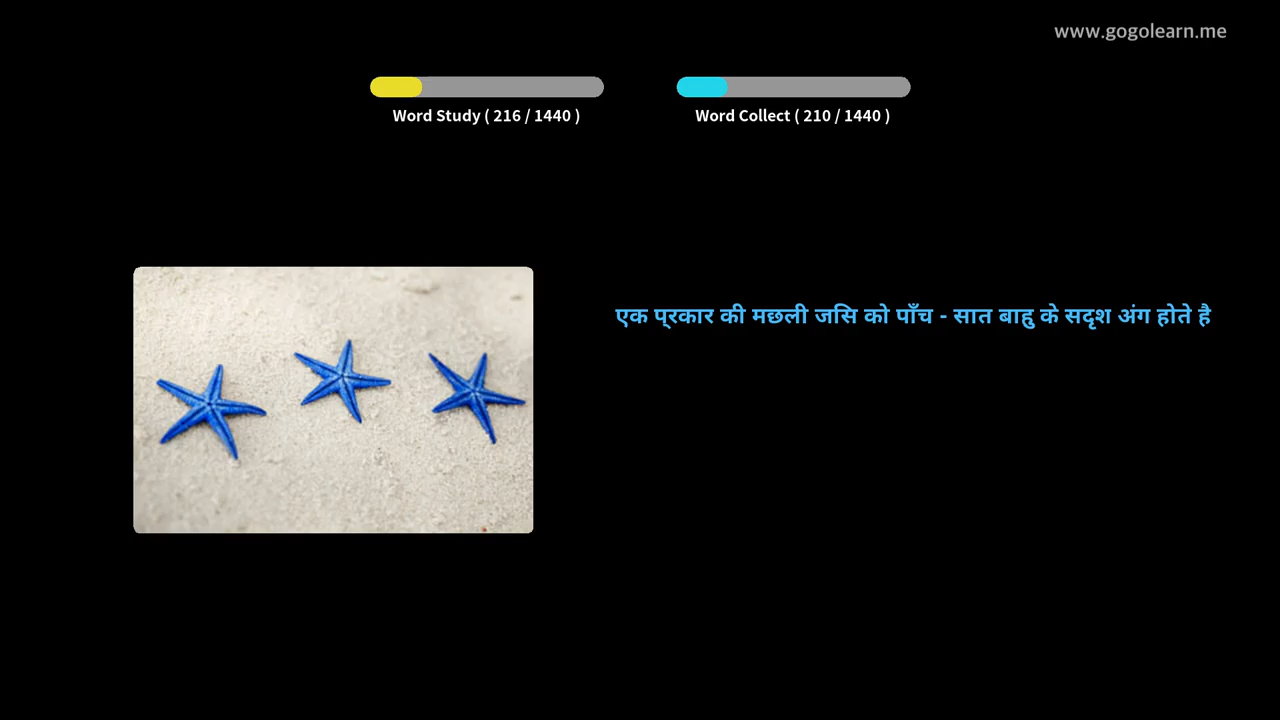 www.gogolearn.me
Word Study ( 216 / 1440 )
Word Collect ( 210 / 1440 )
एक प्रकार की मछली जसि को पाँच - सात बाहु के सदृश अंग होते है